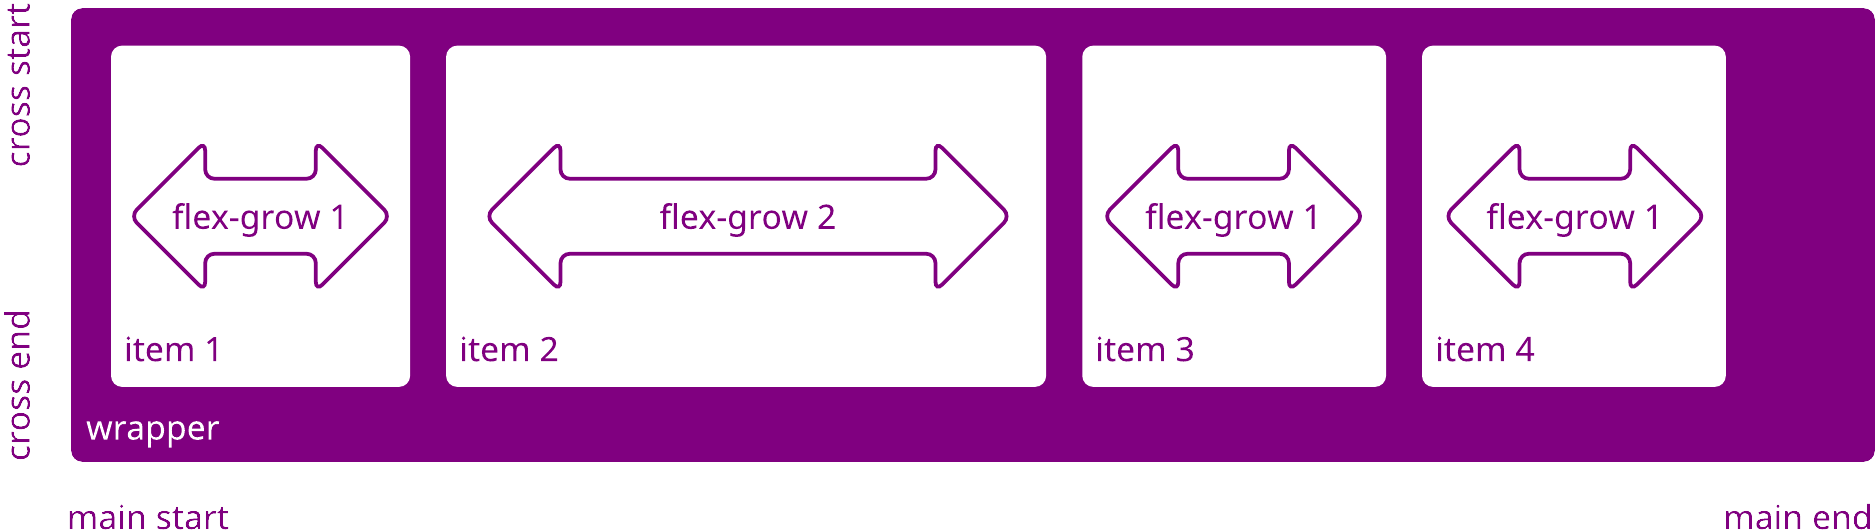 cross start
flex-grow 1
flex-grow 2
flex-grow 1
flex-grow 1
item 1
item 2
item 3
item 4
cross end
wrapper
main start
main end